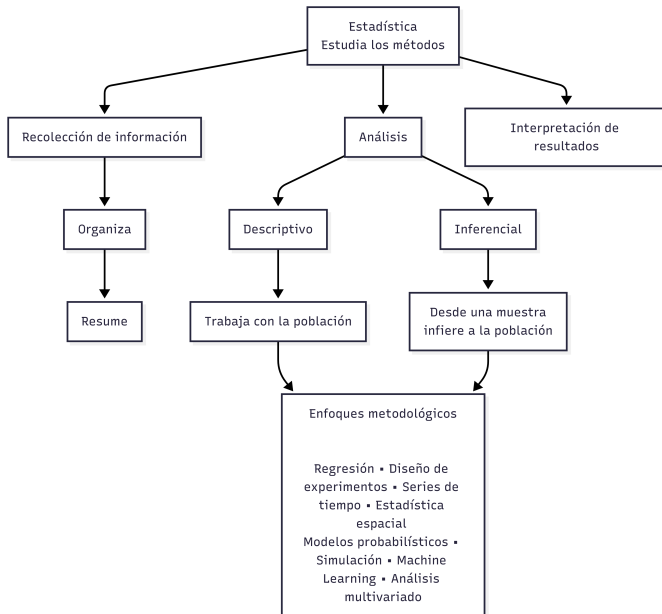 Estadística
Estudia los métodos
Recolección de información
Análisis
Interpretación de
resultados
Organiza
Descriptivo
Inferencial
Resume
Trabaja con la población
Desde una muestra
infiere a la población
Enfoques metodológicos
Regresión • Diseño de
experimentos • Series de
tiempo • Estadística
espacial
Modelos probabilísticos •
Simulación • Machine
Learning • Análisis
multivariado